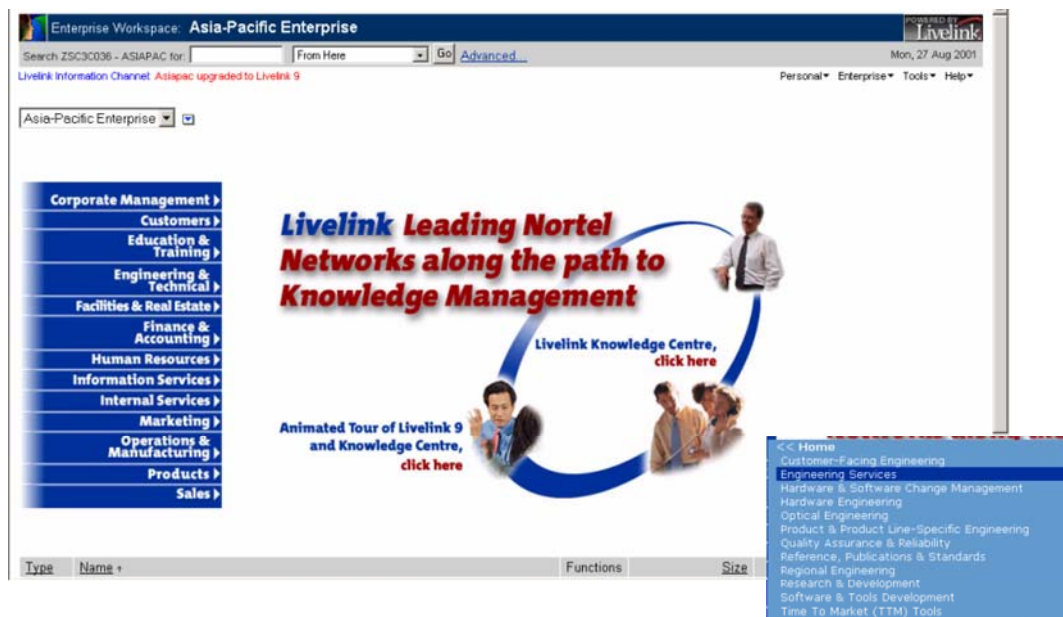 Enterprise Workspace: Asia-Pacific Enterprise
POWERED BY
Livelink
Search ZSC3C036 - ASIAPAC for: From Here Go Advanced...
Mon, 27 Aug 2001
Livelink Information Channel: Asiapac upgraded to Livelink 9
Personal Enterprise Tools Help
Asia-Pacific Enterprise
Corporate Management
Customers
Education &
Training
Engineering &
Technical
Facilities & Real Estate
Finance &
Accounting
Human Resources
Information Services
Internal Services
Marketing
Operations &
Manufacturing
Products
Sales
Livelink Leading Nortel
Networks along the path to
Knowledge Management
Livelink Knowledge Centre,
click here
Animated Tour of Livelink 9
and Knowledge Centre,
click here
Type Name Functions Size
<< Home
Customer-Facing Engineering
Engineering Services
Hardware & Software Change Management
Hardware Engineering
Optical Engineering
Product & Product Line-Specific Engineering
Quality Assurance & Reliability
Reference, Publications & Standards
Regional Engineering
Research & Development
Software & Tools Development
Time To Market (TTM) Tools